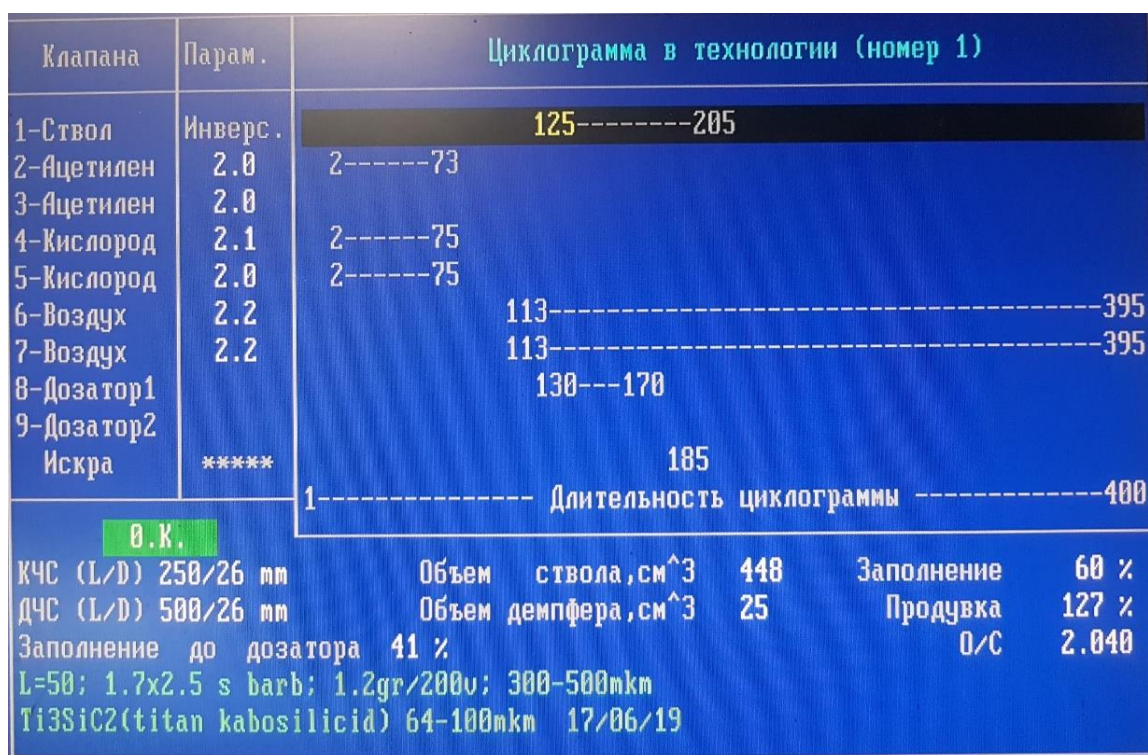 Клапана Парам. Циклограмма в технологии (номер 1)
1-Ствол Инверс. 125--------205
2-Ацетилен 2.0 2------73
3-Ацетилен 2.0
4-Кислород 2.1 2------75
5-Кислород 2.0 2------75
6-Воздух 2.2 113---------------------------------------395
7-Воздух 2.2 113---------------------------------------395
8-Дозатор1 130---170
9-Дозатор2
Искра ***** 185
1--------------- Длительность циклограммы -------------400
О.К.
КЧС (L/D) 250/26 mm Объем ствола,см^3 448 Заполнение 60 %
ДЧС (L/D) 500/26 mm Объем демпфера,см^3 25 Продувка 127 %
Заполнение до дозатора 41 % О/С 2.040
L=50; 1.7x2.5 s barb; 1.2gr/200v; 300-500mkm
Ti3SiC2(titan kabosilicid) 64-100mkm 17/06/19